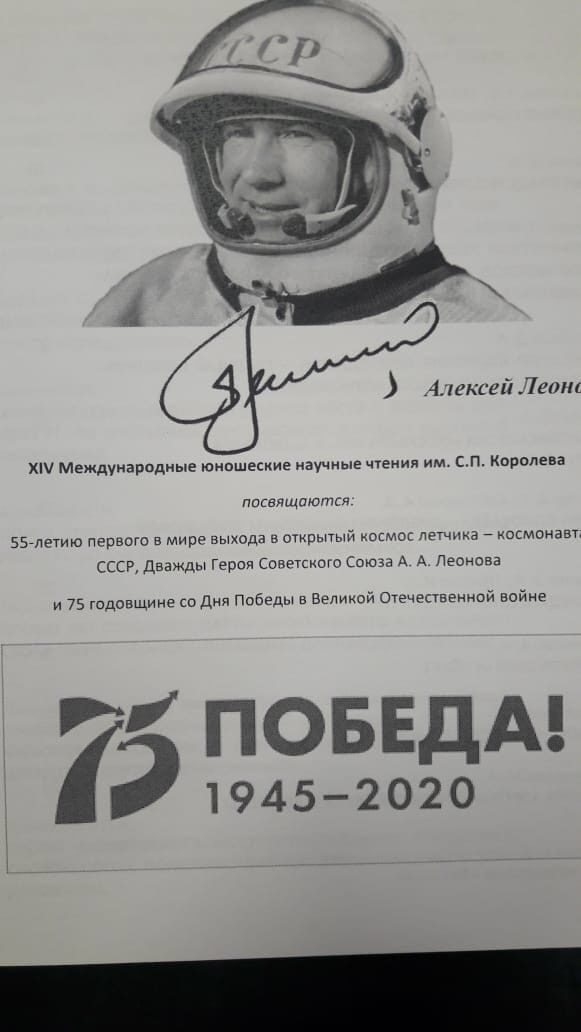 СССР
Алексей Леоно
XIV Международные юношеские научные чтения им. С.П. Королева
посвящаются:
55-летию первого в мире выхода в открытый космос летчика – космонавта
СССР, Дважды Героя Советского Союза А. А. Леонова
и 75 годовщине со Дня Победы в Великой Отечественной войне
75 ПОБЕДА!
1945–2020